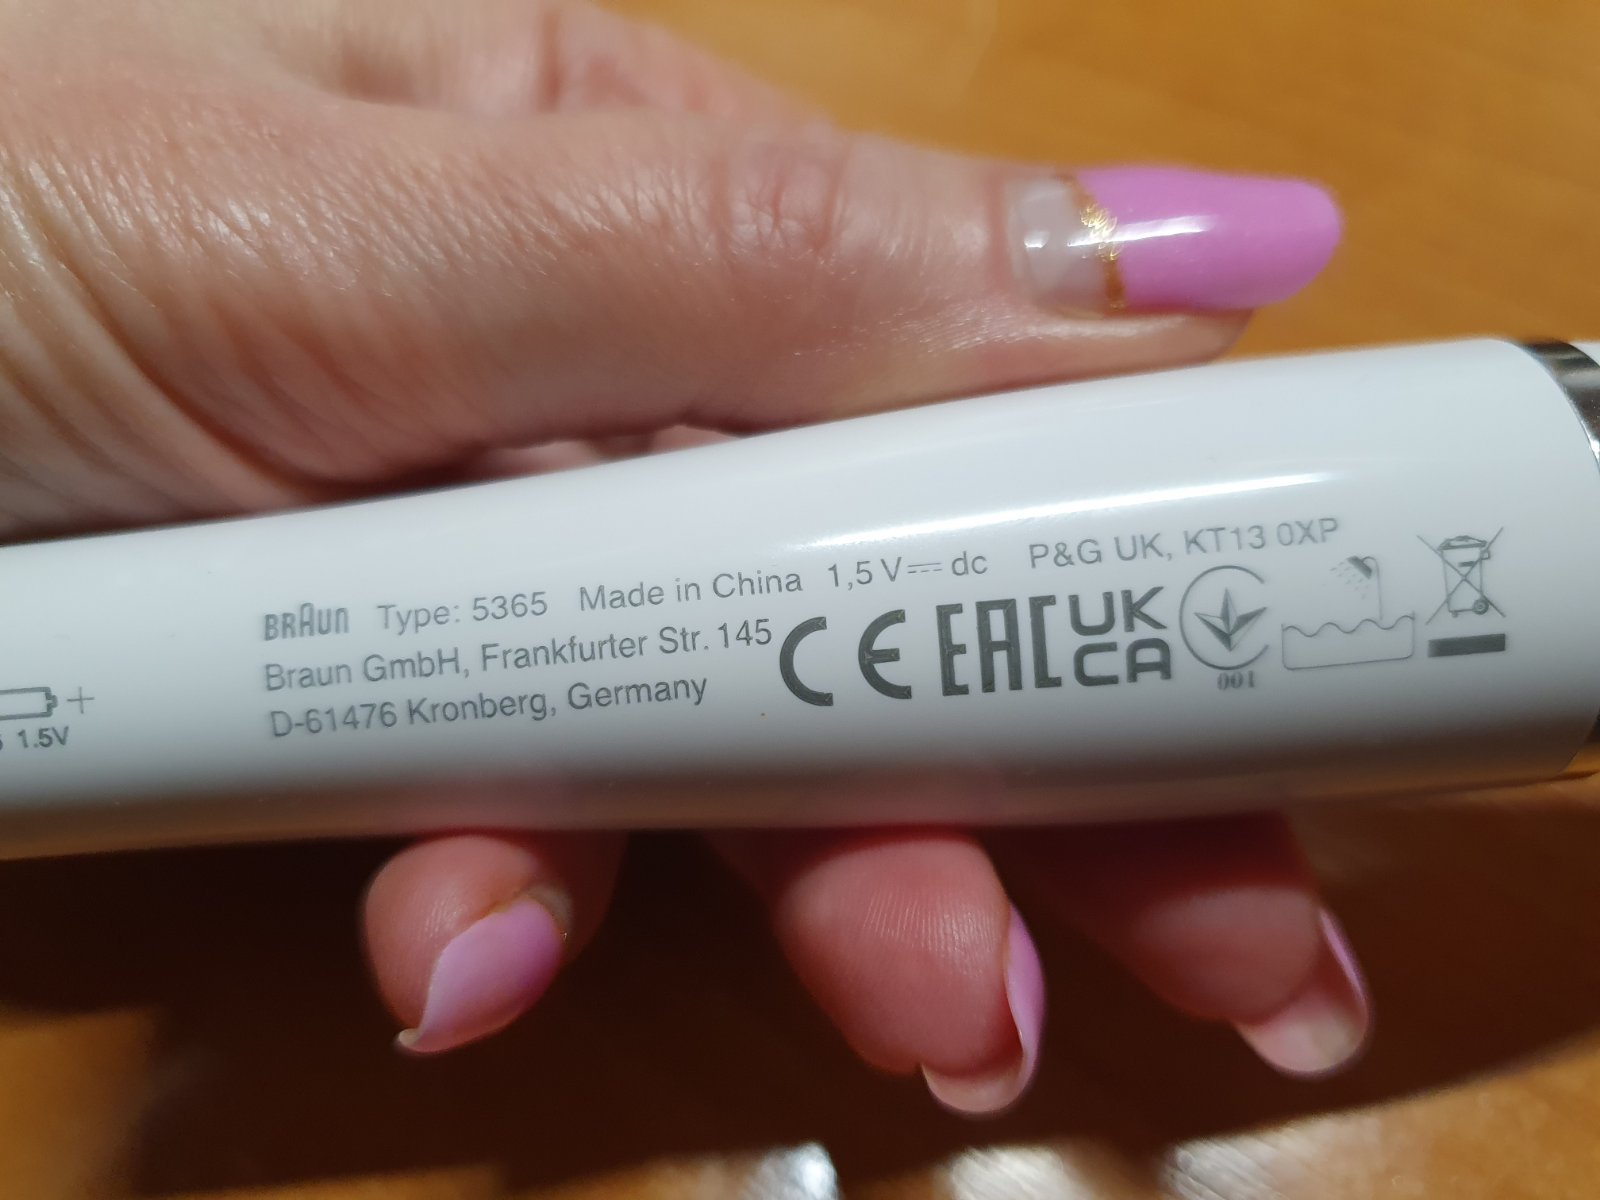 BRAUN Type: 5365 Made in China 1,5 V⎓ dc P&G UK, KT13 0XP
Braun GmbH, Frankfurter Str. 145
D-61476 Kronberg, Germany
CE EAC UK
CA
001
+
1.5V